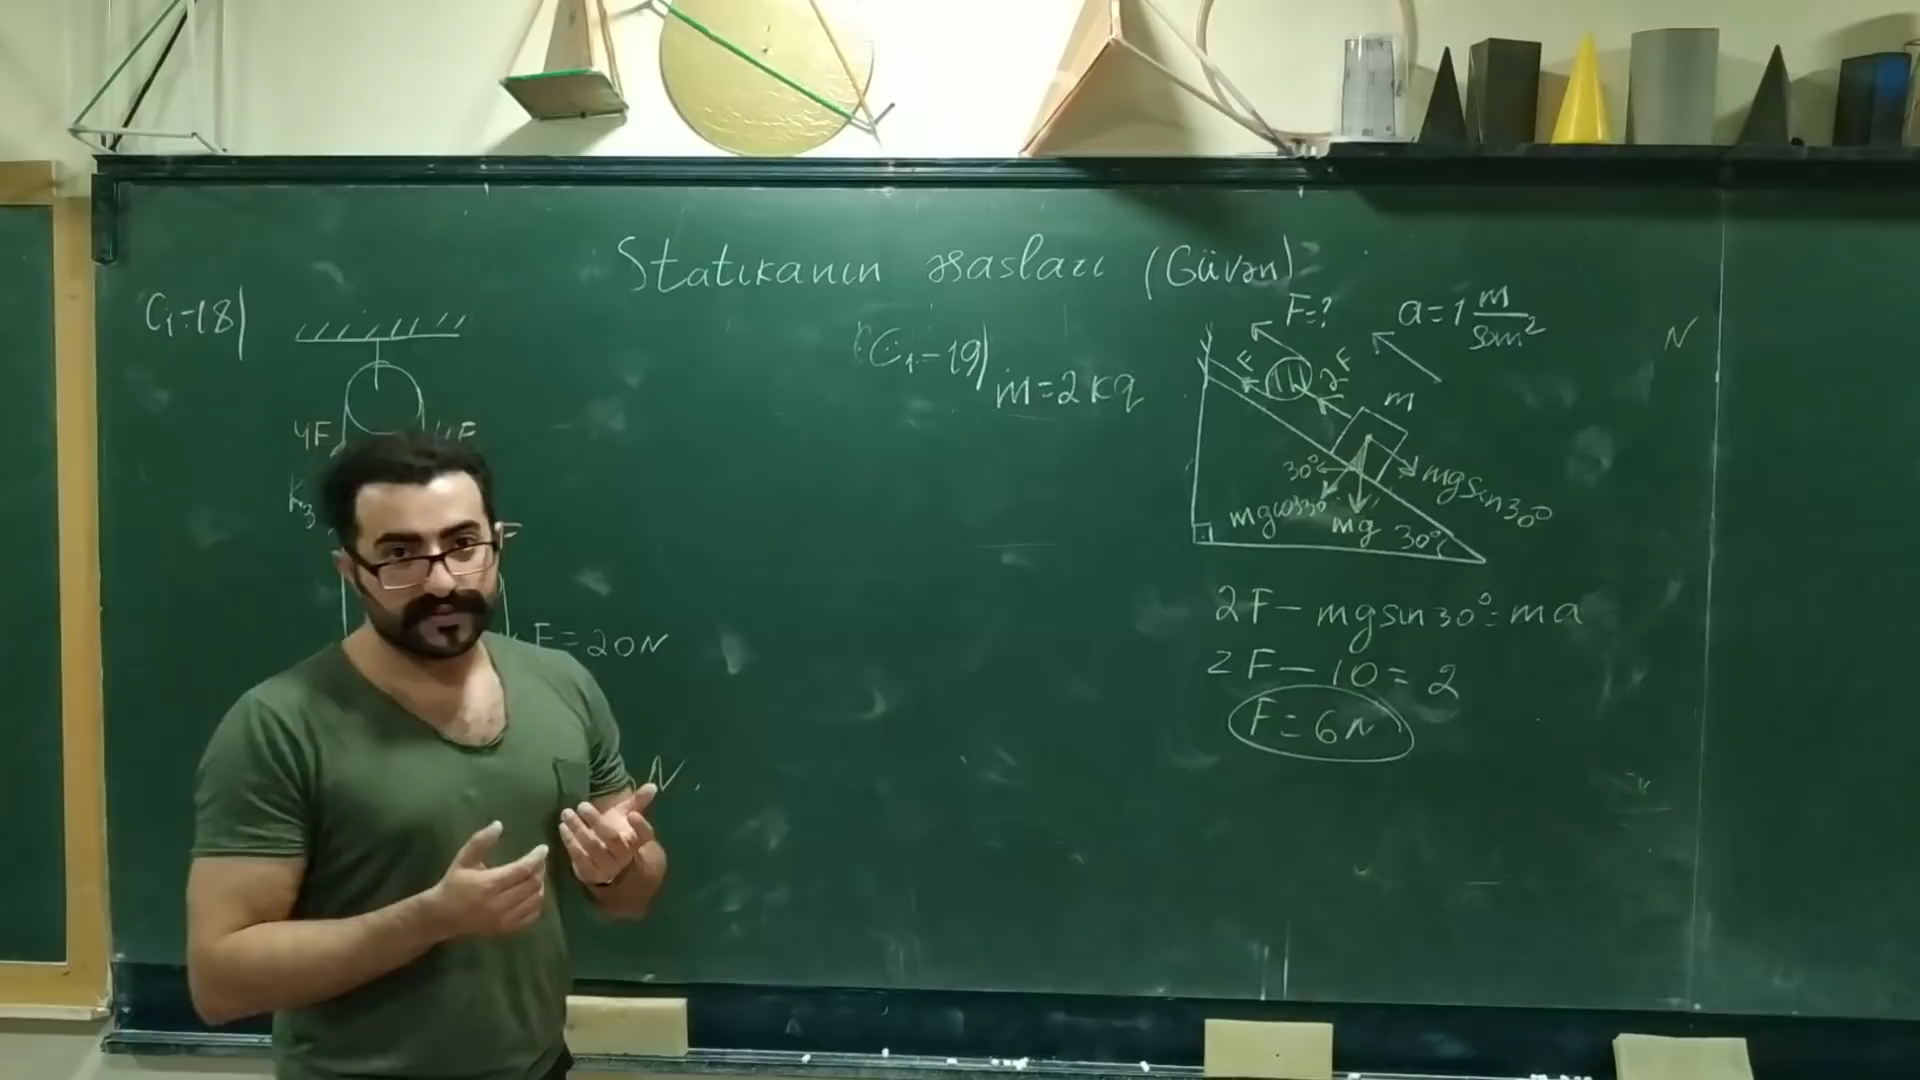 Statikanın əsasları (Güvən)
C₁-18)
4F
4F
K₃
F
F=20N
N.
C₁-19)
m=2kq
F=?
a=1 m/san²
N
F
2F
m
30°
mgsin30°
mgcos30°
mg
30°
2F-mgsin30°=ma
2F-10=2
F=6N